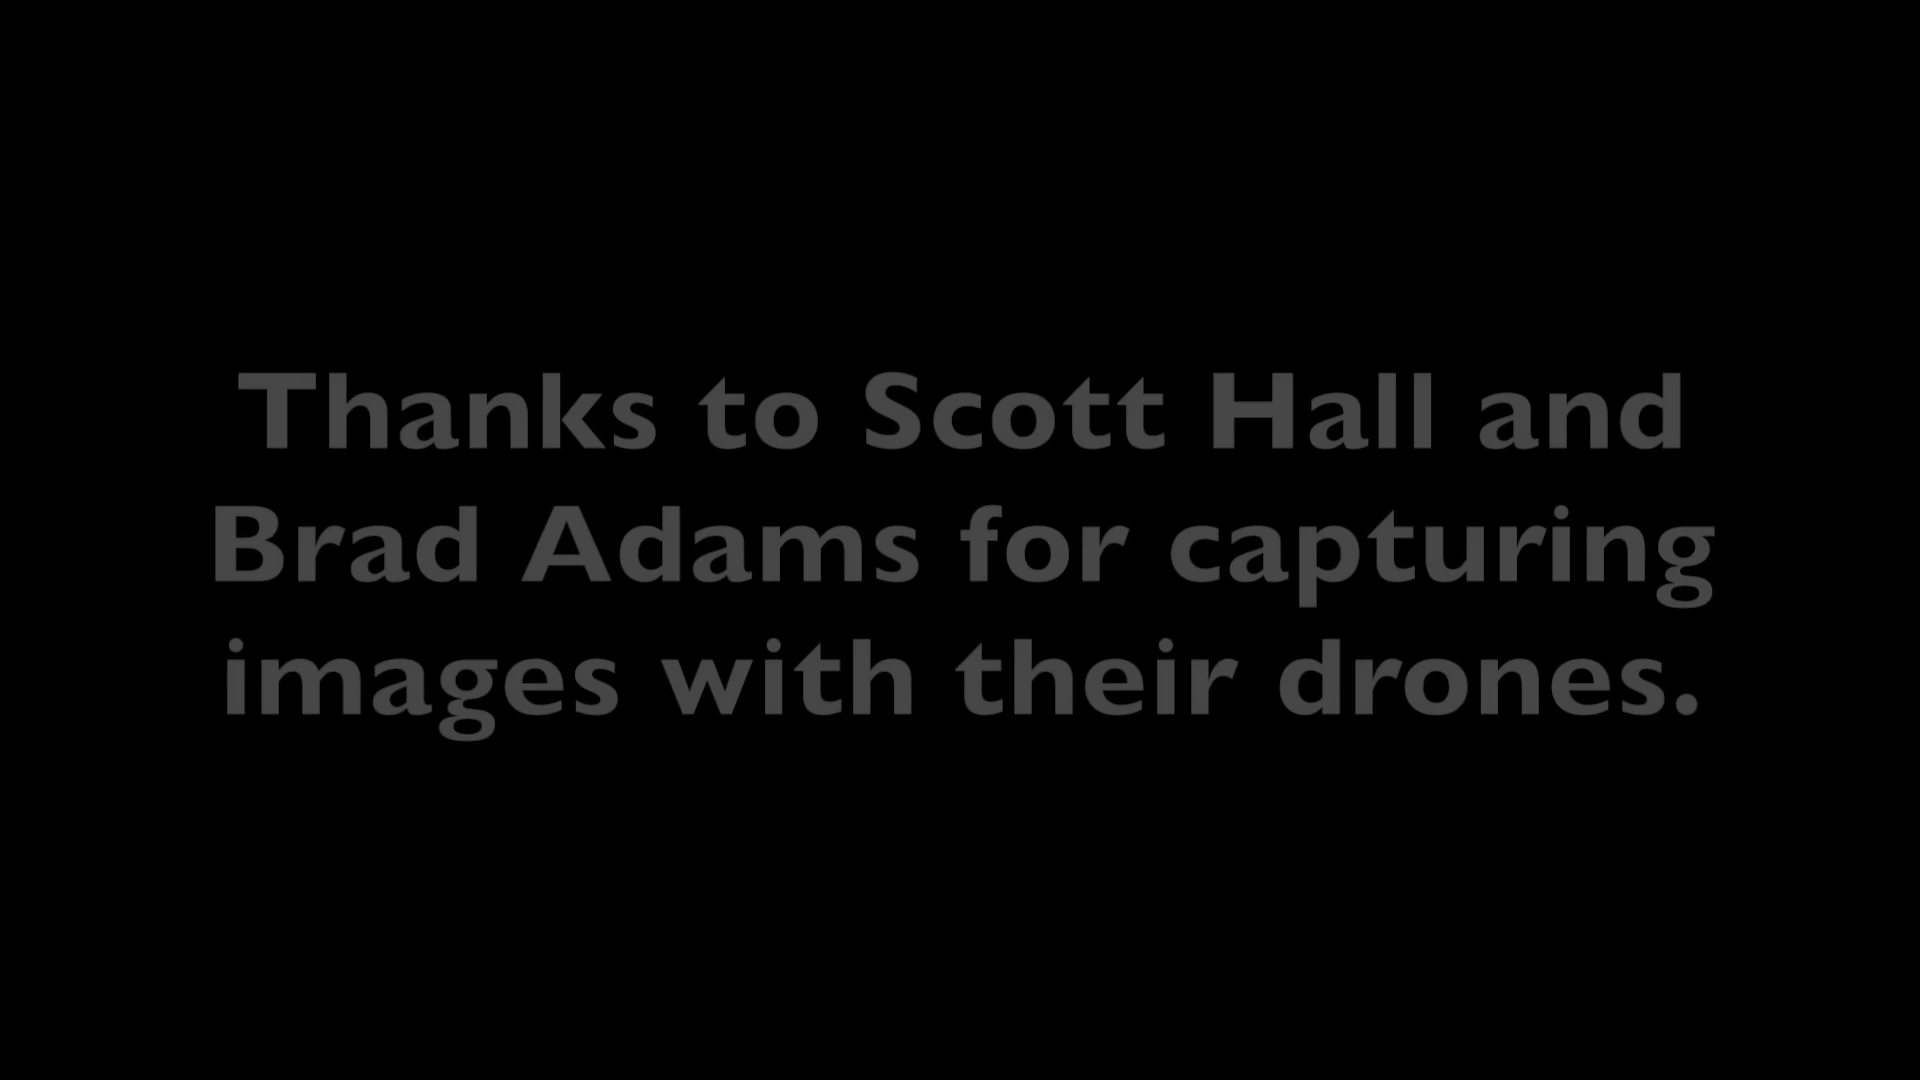 Thanks to Scott Hall and
Brad Adams for capturing
images with their drones.